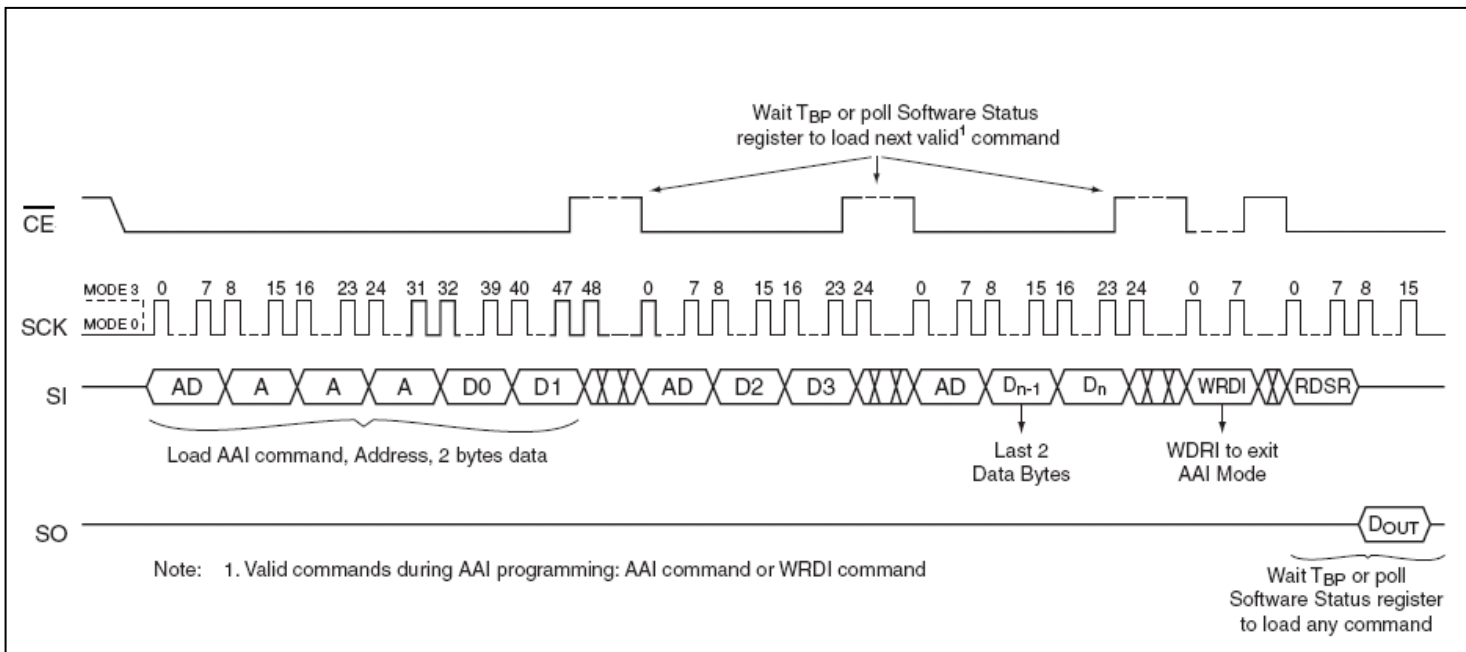 Wait TBP or poll Software Status
register to load next valid1 command
CE
MODE 3
MODE 0
SCK
0 7 8 15 16 23 24 31 32 39 40 47 48 0 7 8 15 16 23 24 0 7 8 15 16 23 24 0 7 0 7 8 15
SI
AD A A A D0 D1 AD D2 D3 AD Dn-1 Dn WRDI RDSR
Load AAI command, Address, 2 bytes data
Last 2
Data Bytes
WDRI to exit
AAI Mode
SO
DOUT
Note: 1. Valid commands during AAI programming: AAI command or WRDI command
Wait TBP or poll
Software Status register
to load any command